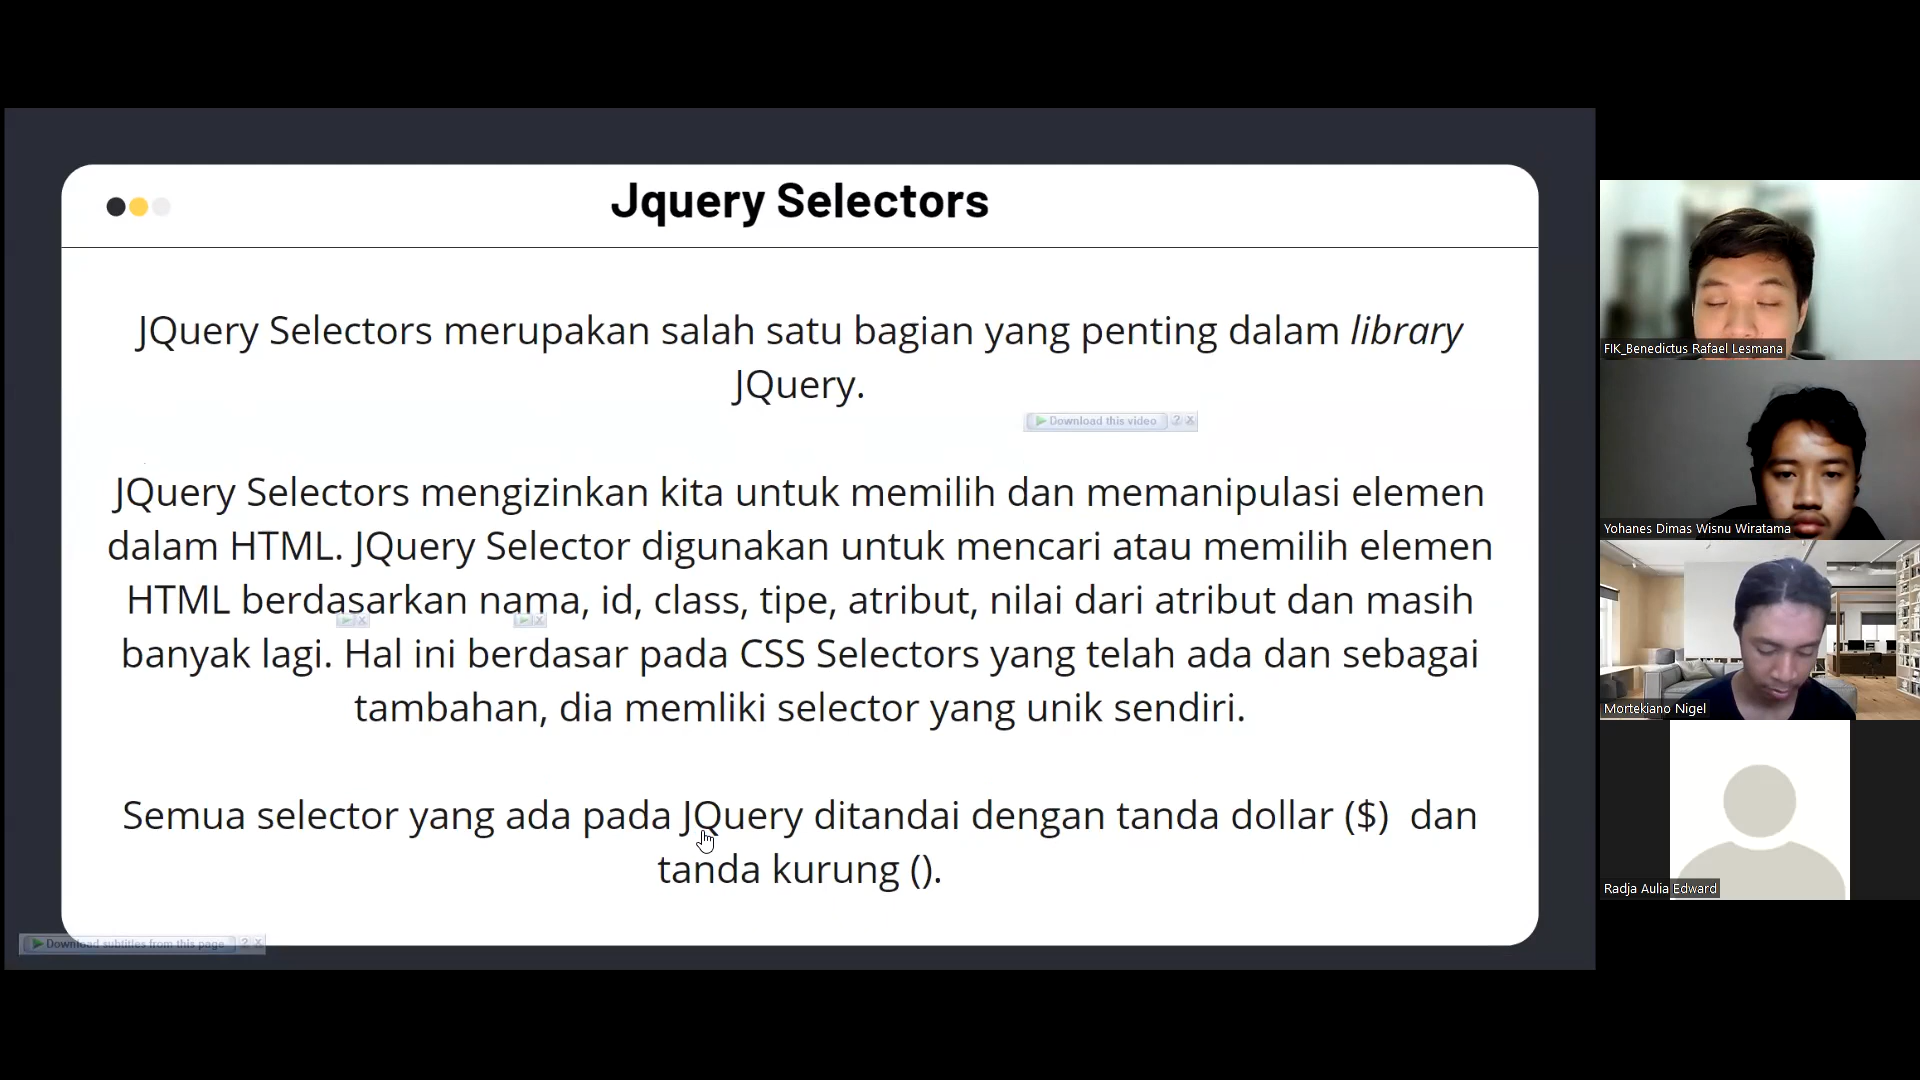 Jquery Selectors
JQuery Selectors merupakan salah satu bagian yang penting dalam library
JQuery.
Download this video ? X
JQuery Selectors mengizinkan kita untuk memilih dan memanipulasi elemen
dalam HTML. JQuery Selector digunakan untuk mencari atau memilih elemen
HTML berdasarkan nama, id, class, tipe, atribut, nilai dari atribut dan masih
banyak lagi. Hal ini berdasar pada CSS Selectors yang telah ada dan sebagai
tambahan, dia memliki selector yang unik sendiri.
Semua selector yang ada pada JQuery ditandai dengan tanda dollar ($) dan
tanda kurung ().
Download subtitles from this page ? X
FIK_Benedictus Rafael Lesmana
Yohanes Dimas Wisnu Wiratama
Mortekiano Nigel
Radja Aulia Edward